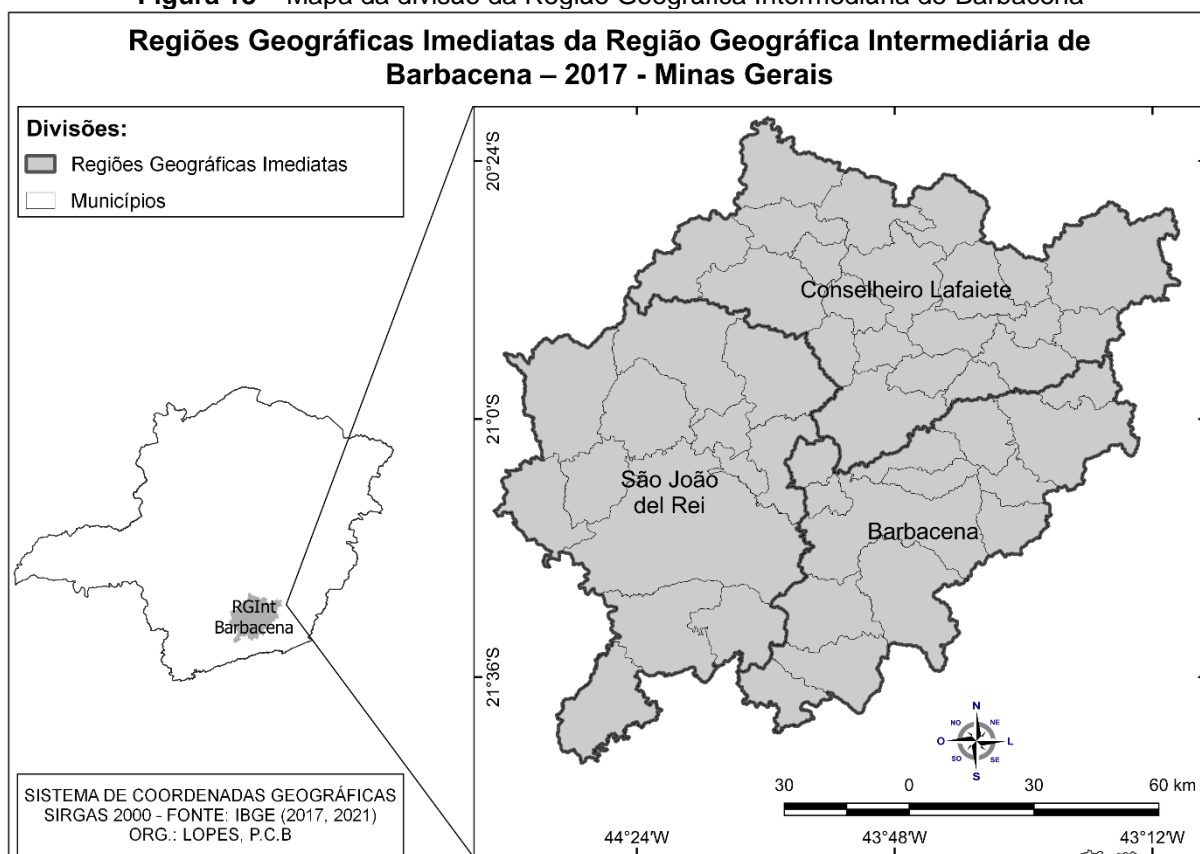 Figura 15 – Mapa da divisão da Região Geográfica Intermediária de Barbacena
Regiões Geográficas Imediatas da Região Geográfica Intermediária de
Barbacena – 2017 - Minas Gerais
Divisões:
Regiões Geográficas Imediatas
Municípios
20°24'S
21°0'S
21°36'S
Conselheiro Lafaiete
São João
del Rei
Barbacena
RGInt
Barbacena
N
NO
NE
O
L
SO
SE
S
30 0 30 60 km
44°24'W 43°48'W 43°12'W
SISTEMA DE COORDENADAS GEOGRÁFICAS
SIRGAS 2000 - FONTE: IBGE (2017, 2021)
ORG.: LOPES, P.C.B